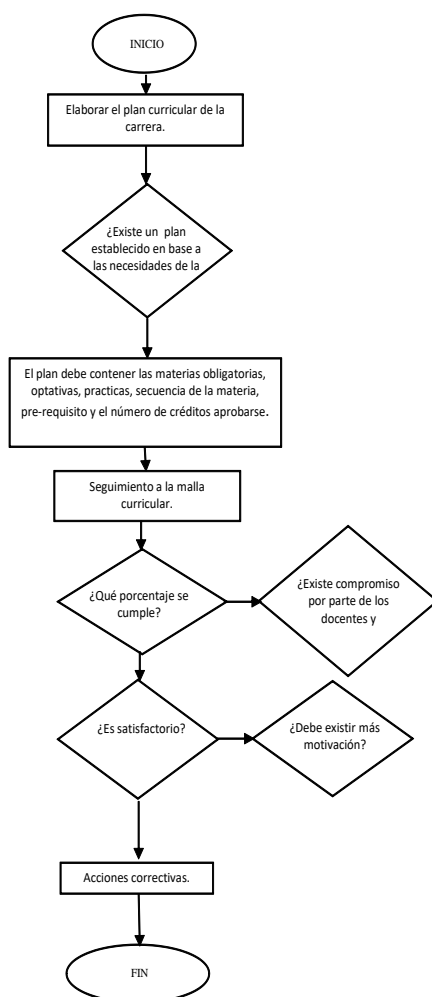 INICIO
Elaborar el plan curricular de la
carrera.
¿Existe un plan
establecido en base a
las necesidades de la
El plan debe contener las materias obligatorias,
optativas, practicas, secuencia de la materia,
pre-requisito y el número de créditos aprobarse.
Seguimiento a la malla
curricular.
¿Qué porcentaje se
cumple?
¿Existe compromiso
por parte de los
docentes y
¿Es satisfactorio?
¿Debe existir más
motivación?
Acciones correctivas.
FIN